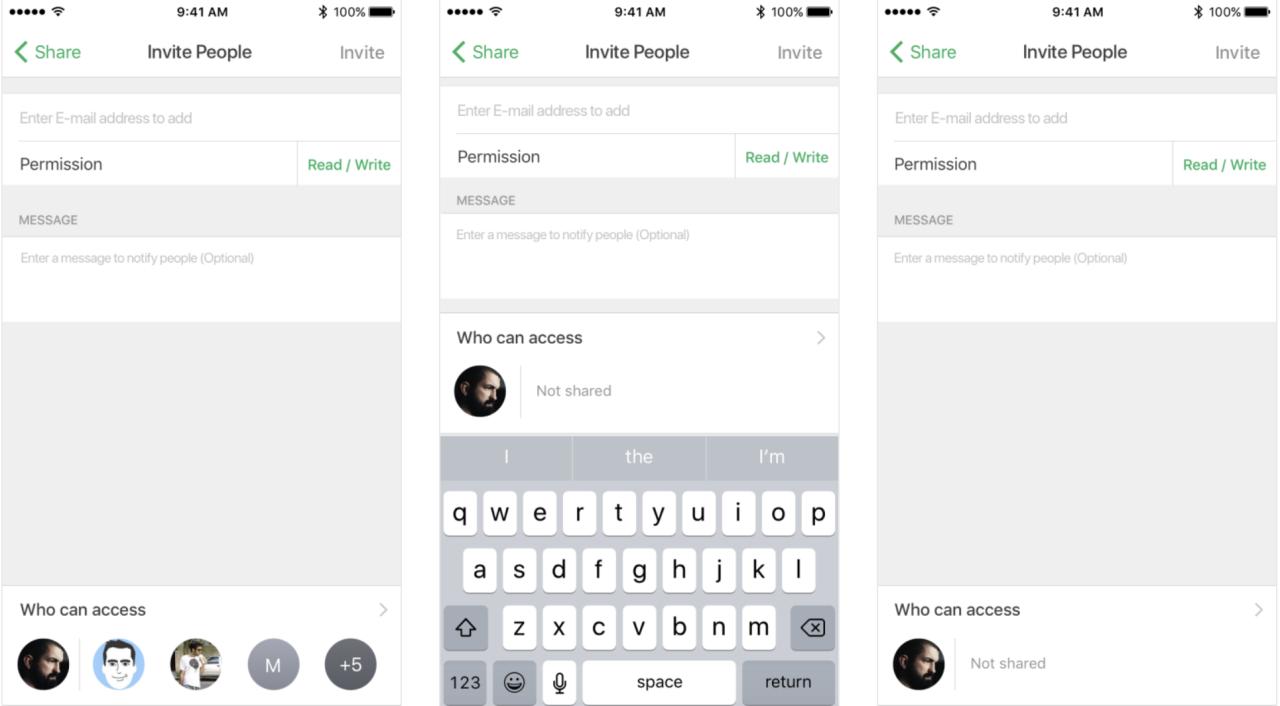 9:41 AM 100%
Share Invite People Invite
Enter E-mail address to add
Permission Read / Write
MESSAGE
Enter a message to notify people (Optional)
Who can access
M +5
9:41 AM 100%
Share Invite People Invite
Enter E-mail address to add
Permission Read / Write
MESSAGE
Enter a message to notify people (Optional)
Who can access
Not shared
I the I'm
q w e r t y u i o p
a s d f g h j k l
z x c v b n m
123 space return
9:41 AM 100%
Share Invite People Invite
Enter E-mail address to add
Permission Read / Write
MESSAGE
Enter a message to notify people (Optional)
Who can access
Not shared